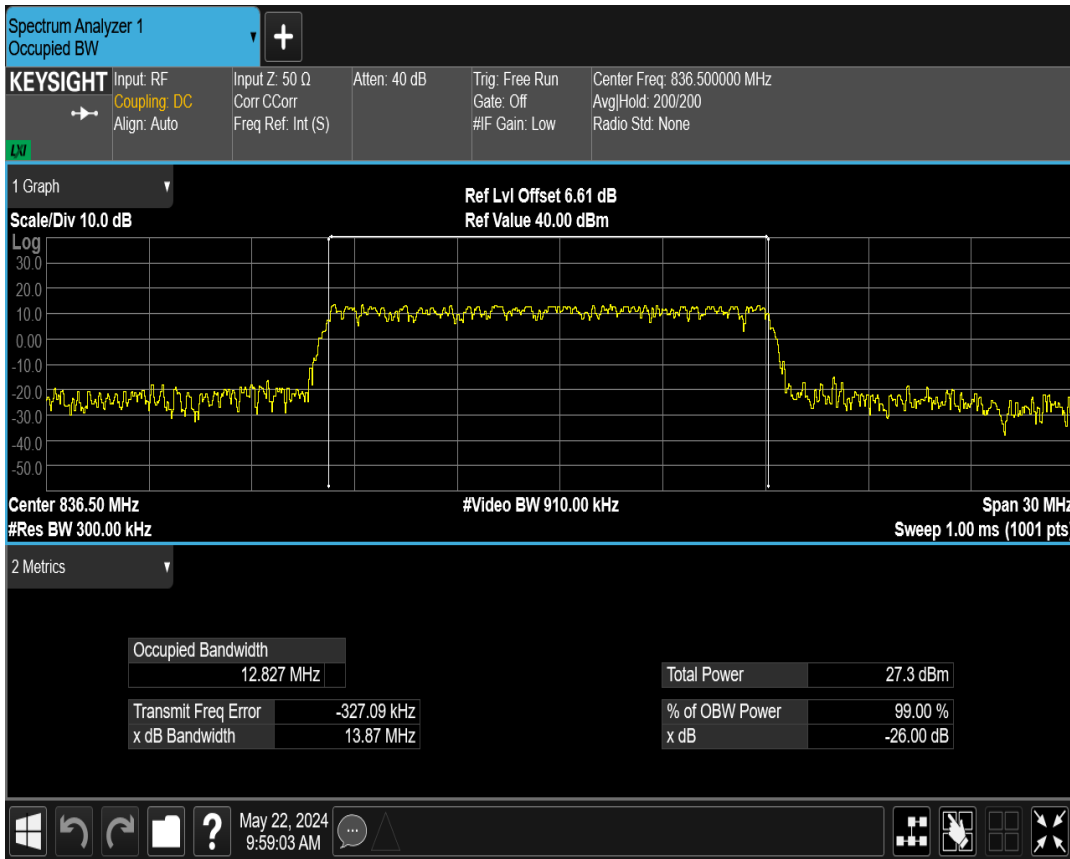 Spectrum Analyzer 1
Occupied BW
+
KEYSIGHT
LXI
Input: RF
Coupling: DC
Align: Auto
Input Z: 50 Ω
Corr CCorr
Freq Ref: Int (S)
Atten: 40 dB
Trig: Free Run
Gate: Off
#IF Gain: Low
Center Freq: 836.500000 MHz
Avg|Hold: 200/200
Radio Std: None
1 Graph
Scale/Div 10.0 dB
Ref Lvl Offset 6.61 dB
Ref Value 40.00 dBm
Log
30.0
20.0
10.0
0.00
-10.0
-20.0
-30.0
-40.0
-50.0
Center 836.50 MHz
#Video BW 910.00 kHz
Span 30 MHz
#Res BW 300.00 kHz
Sweep 1.00 ms (1001 pts)
2 Metrics
Occupied Bandwidth
12.827 MHz
Total Power 27.3 dBm
Transmit Freq Error -327.09 kHz
% of OBW Power 99.00 %
x dB Bandwidth 13.87 MHz
x dB -26.00 dB
?
May 22, 2024
9:59:03 AM